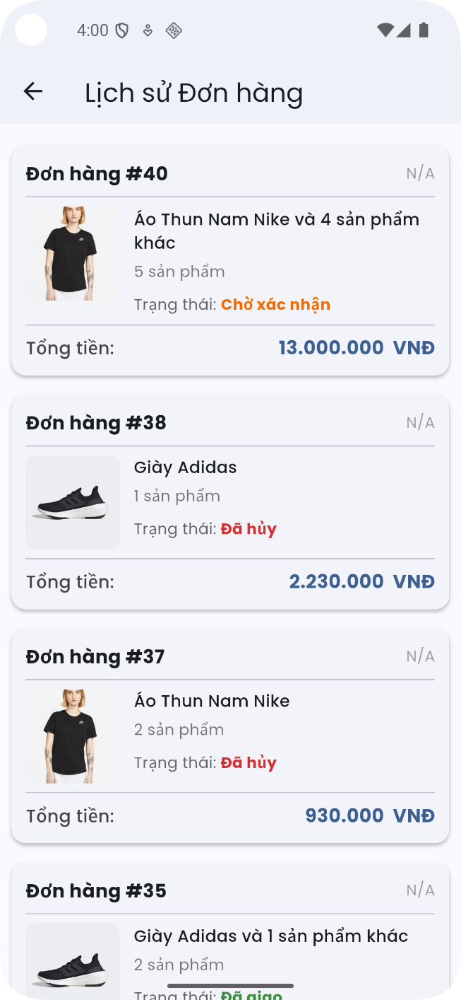 4:00
Lịch sử Đơn hàng
Đơn hàng #40
N/A
Áo Thun Nam Nike và 4 sản phẩm
khác
5 sản phẩm
Trạng thái: Chờ xác nhận
Tổng tiền:
13.000.000 VNĐ
Đơn hàng #38
N/A
Giày Adidas
1 sản phẩm
Trạng thái: Đã hủy
Tổng tiền:
2.230.000 VNĐ
Đơn hàng #37
N/A
Áo Thun Nam Nike
2 sản phẩm
Trạng thái: Đã hủy
Tổng tiền:
930.000 VNĐ
Đơn hàng #35
N/A
Giày Adidas và 1 sản phẩm khác
2 sản phẩm
Trạng thái: Đã giao